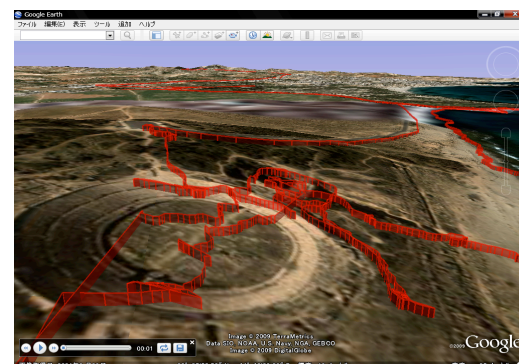 Google Earth
ファイル 編集(E) 表示 ツール 追加 ヘルプ
00:01
Image © 2009 TerraMetrics
Data SIO, NOAA, U.S. Navy, NGA, GEBCO
Image © 2009 DigitalGlobe
©2009 Google